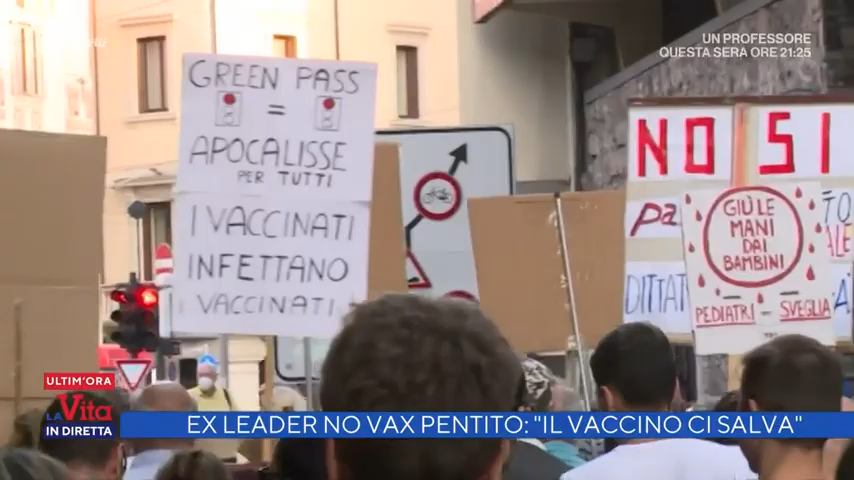 UN PROFESSORE
QUESTA SERA ORE 21:25
GREEN PASS
=
APOCALISSE
PER TUTTI
I VACCINATI
INFETTANO
I VACCINATI
NO
SI
GIÙ LE
MANI
DAI
BAMBINI
PEDIATRI - SVEGLIA
ULTIM'ORA
LA Vita
IN DIRETTA
EX LEADER NO VAX PENTITO: "IL VACCINO CI SALVA"